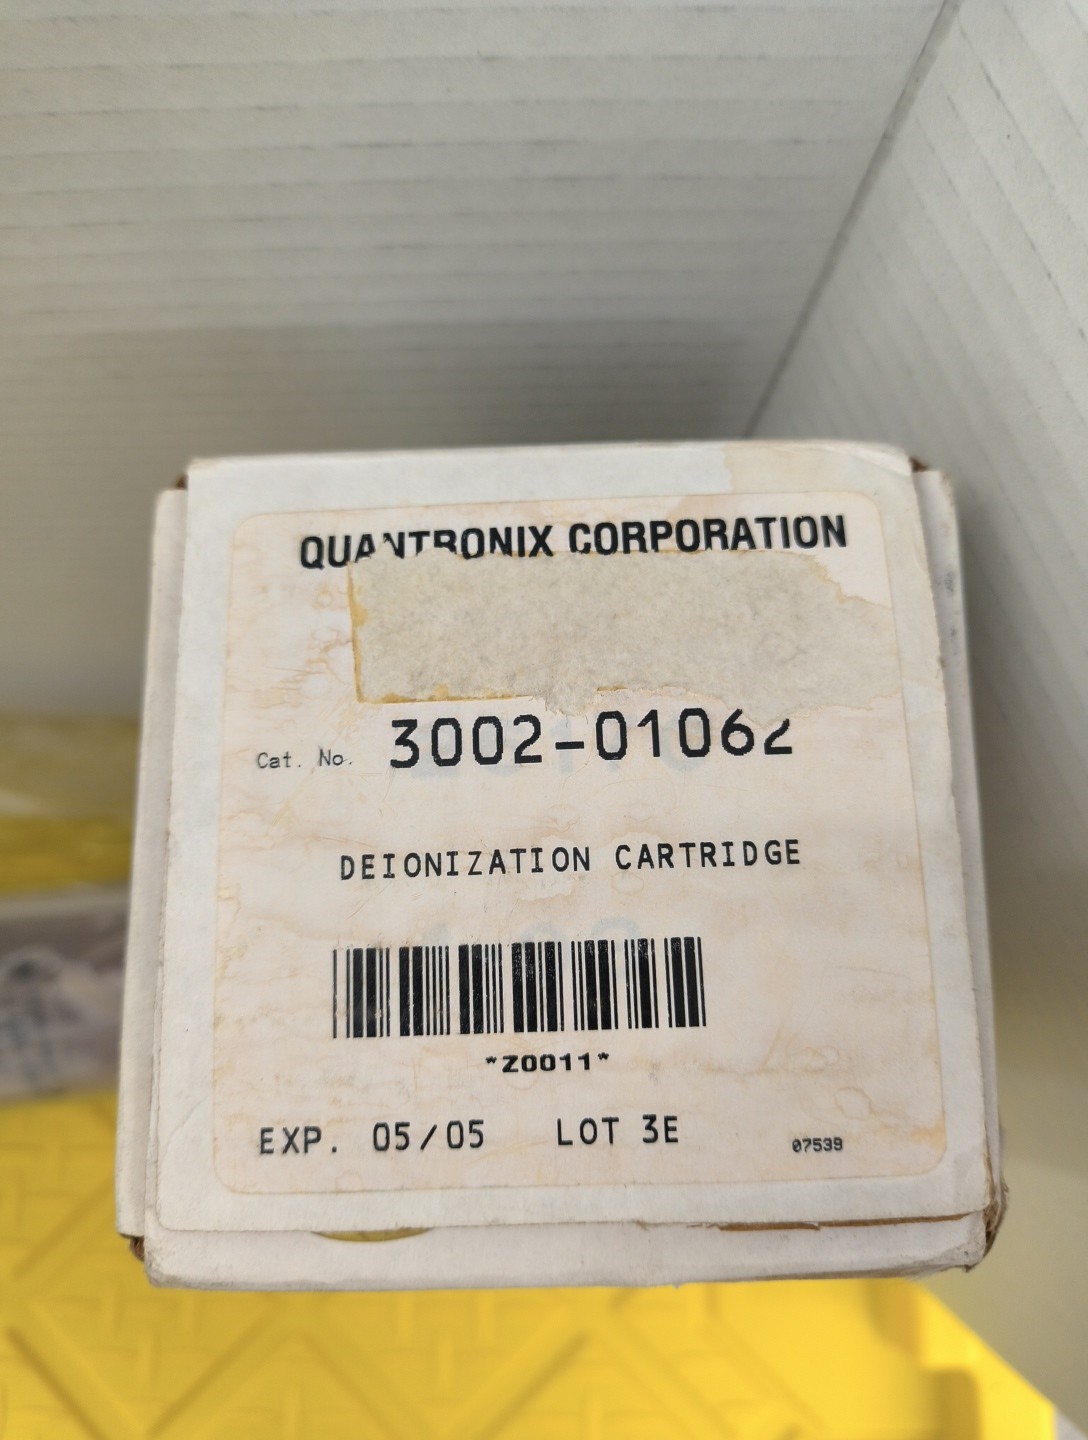 QUANTRONIX CORPORATION
Cat. No. 3002-01062
DEIONIZATION CARTRIDGE
*Z0011*
EXP. 05/05 LOT 3E 07539